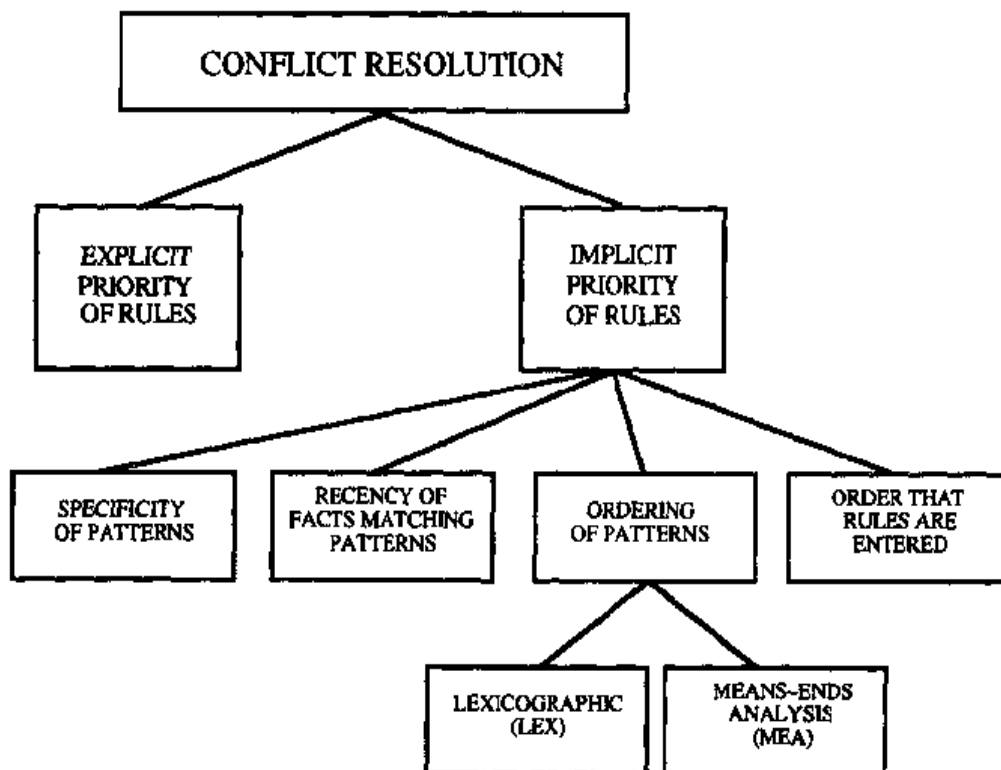 CONFLICT RESOLUTION
EXPLICIT
PRIORITY
OF RULES
IMPLICIT
PRIORITY
OF RULES
SPECIFICITY
OF PATTERNS
RECENCY OF
FACTS MATCHING
PATTERNS
ORDERING
OF PATTERNS
ORDER THAT
RULES ARE
ENTERED
LEXICOGRAPHIC
(LEX)
MEANS-ENDS
ANALYSIS
(MEA)